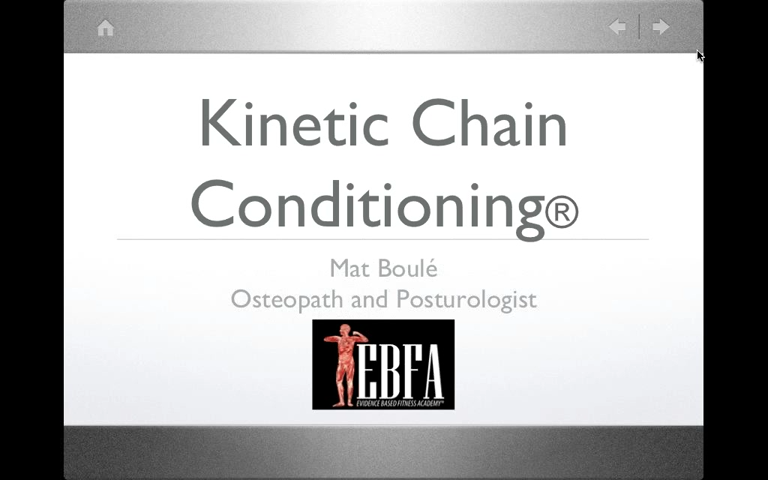 Kinetic Chain
Conditioning®
Mat Boulé
Osteopath and Posturologist
EBFA
EVIDENCE BASED FITNESS ACADEMY